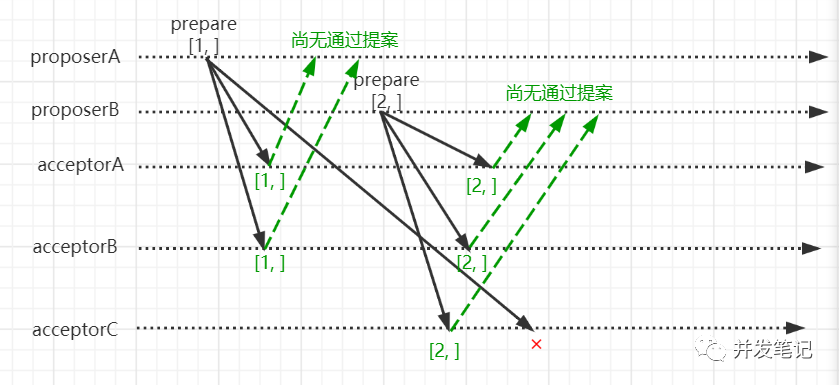 prepare
[1, ]
尚无通过提案
proposerA
prepare
[2, ]
尚无通过提案
proposerB
acceptorA
[1, ]
[2, ]
acceptorB
[1, ]
[2, ]
acceptorC
[2, ]
×
并发笔记